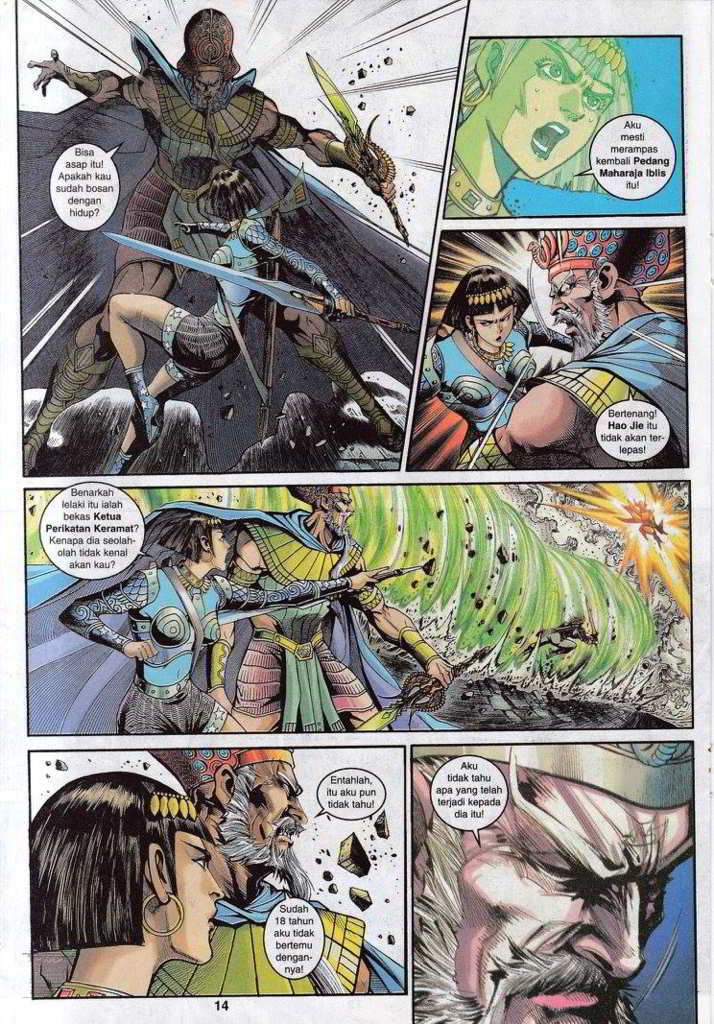 Bisa
asap itu!
Apakah kau
sudah bosan
dengan
hidup?
Aku
mesti
merampas
kembali Pedang
Maharaja Iblis
itu!
Bertenang!
Hao Jie itu
tidak akan ter-
lepas!
Benarkah
lelaki itu ialah
bekas Ketua
Perikatan Keramat?
Kenapa dia seolah-
olah tidak kenal
akan kau?
Entahlah,
itu aku pun
tidak tahu!
Sudah
18 tahun
aku tidak
bertemu
dengan-
nya!
Aku
tidak tahu
apa yang telah
terjadi kepada
dia itu!
14